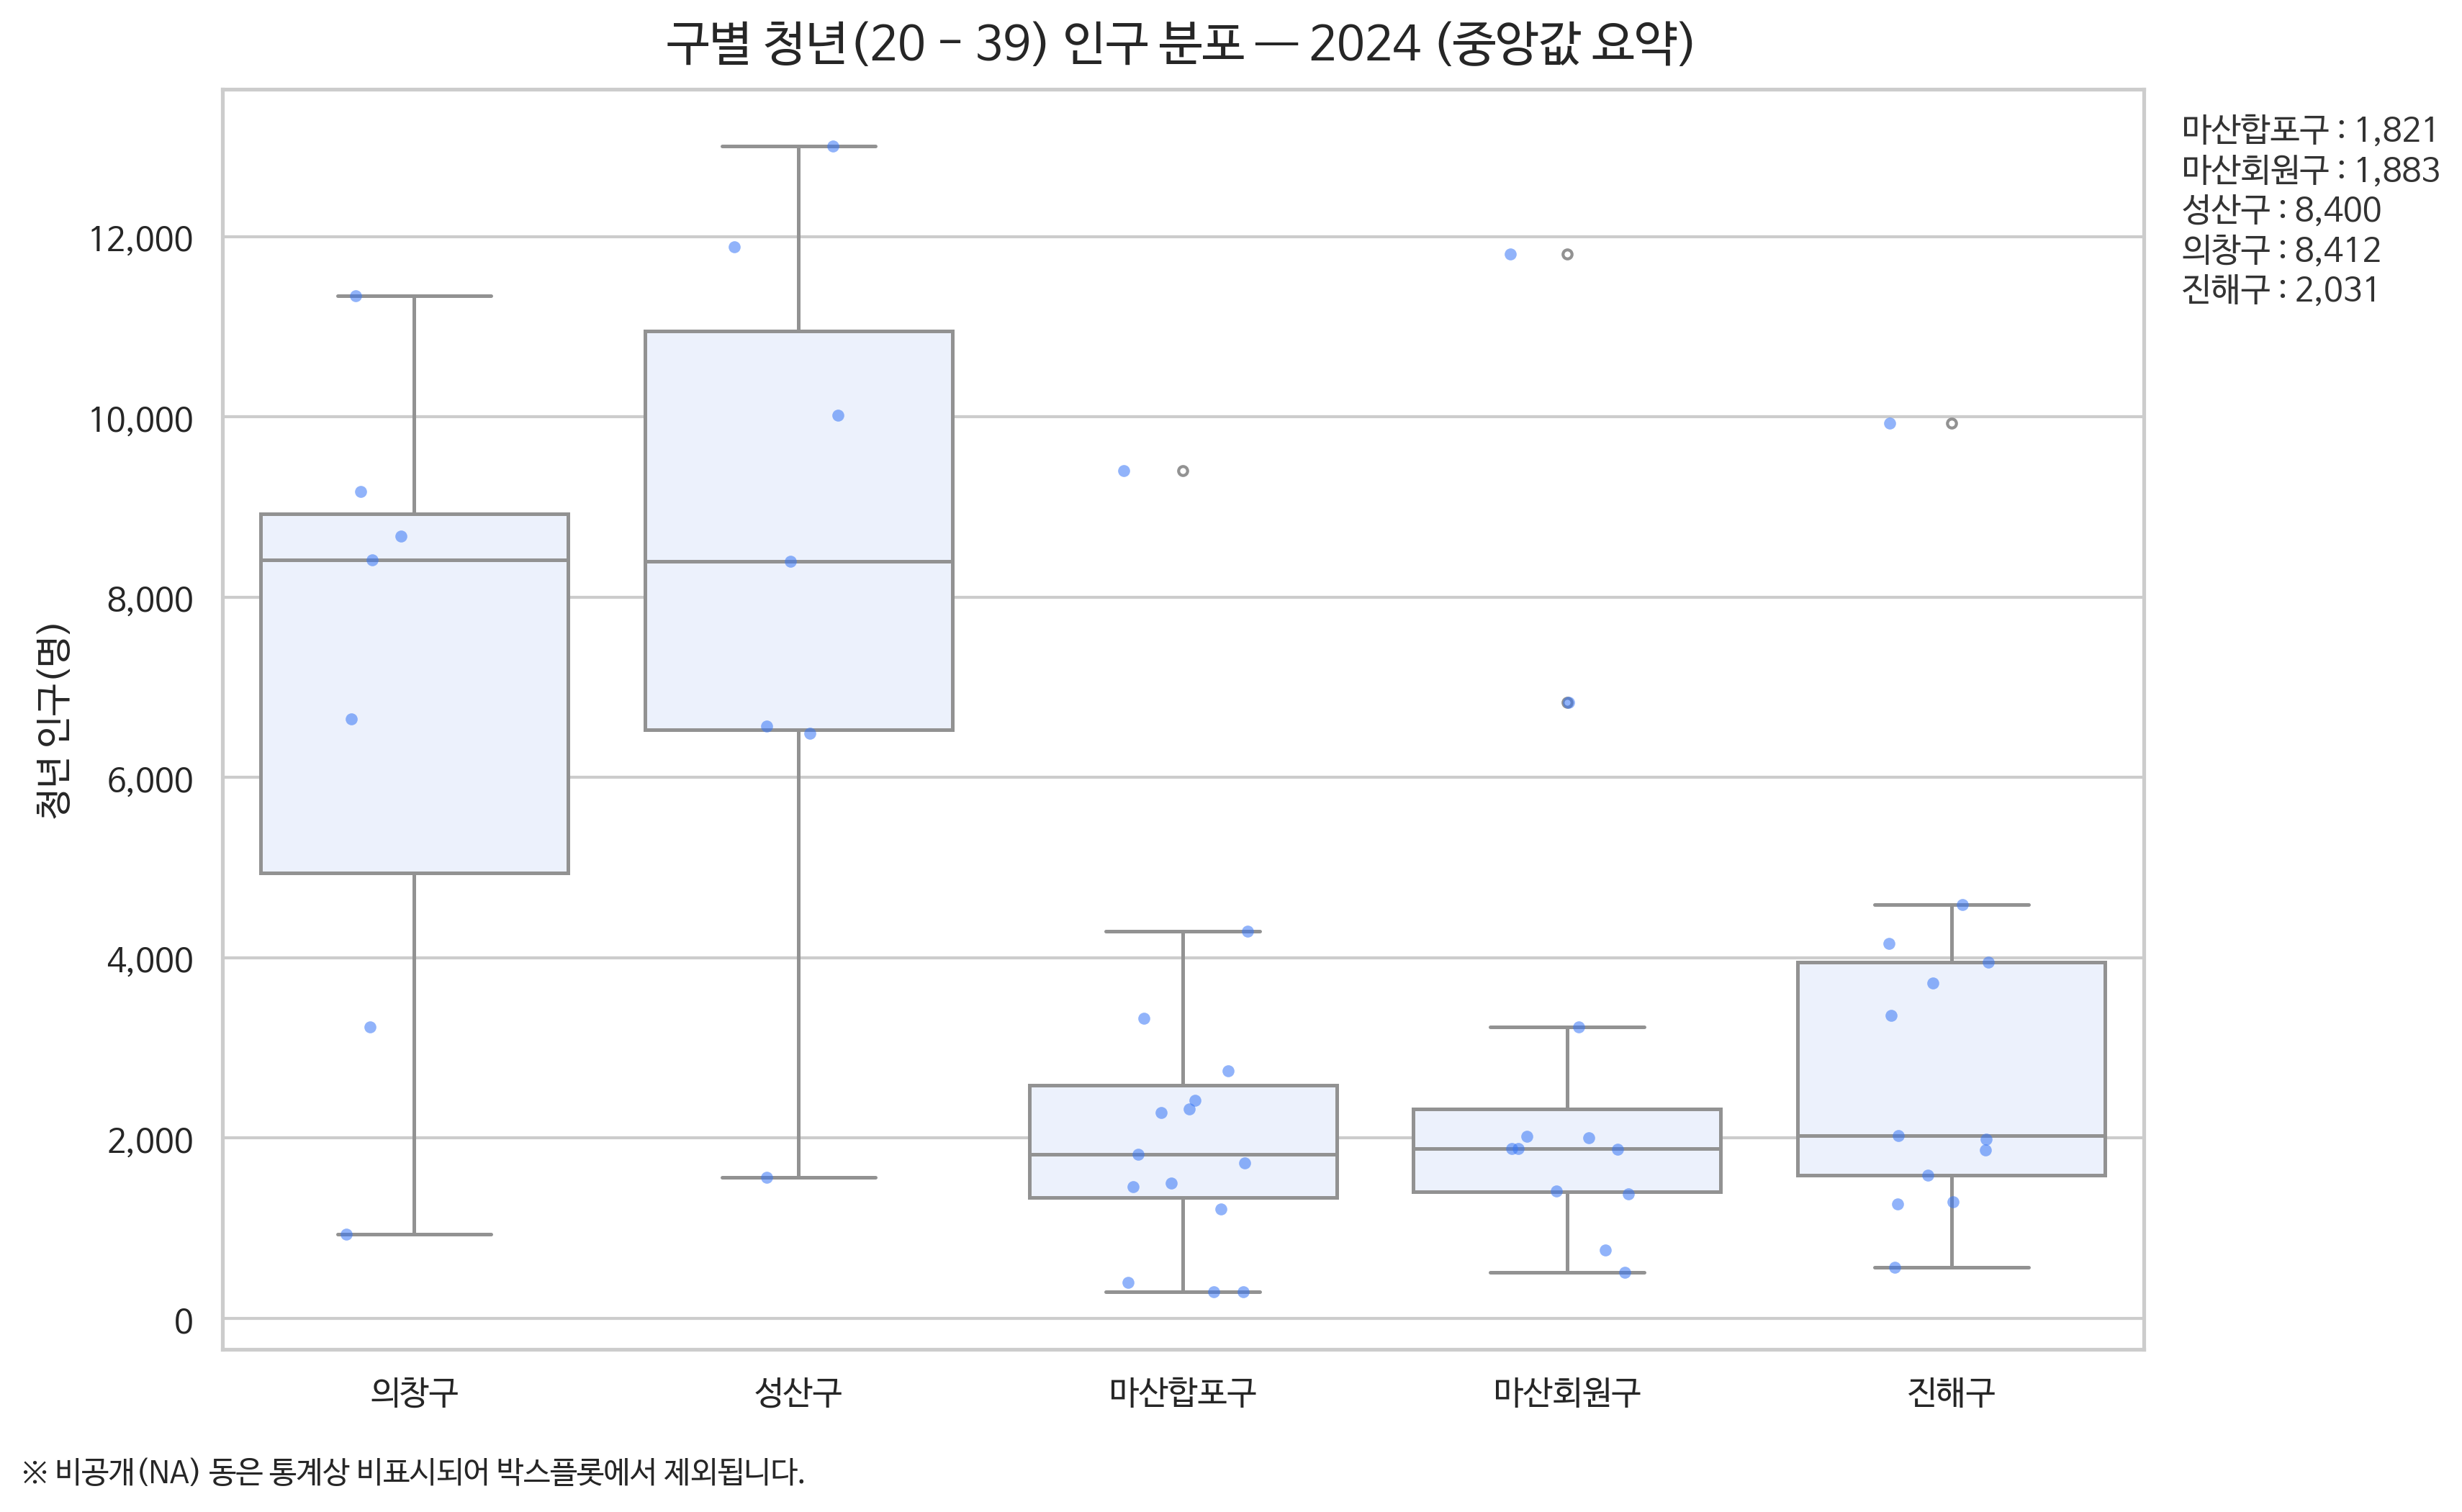 구별 청년(20 – 39) 인구 분포 — 2024 (중앙값 요약)
마산합포구 : 1,821
마산회원구 : 1,883
성산구 : 8,400
의창구 : 8,412
진해구 : 2,031
청년 인구(명)
12,000
10,000
8,000
6,000
4,000
2,000
0
의창구
성산구
마산합포구
마산회원구
진해구
※ 비공개(NA) 동은 통계상 비표시되어 박스플롯에서 제외됩니다.